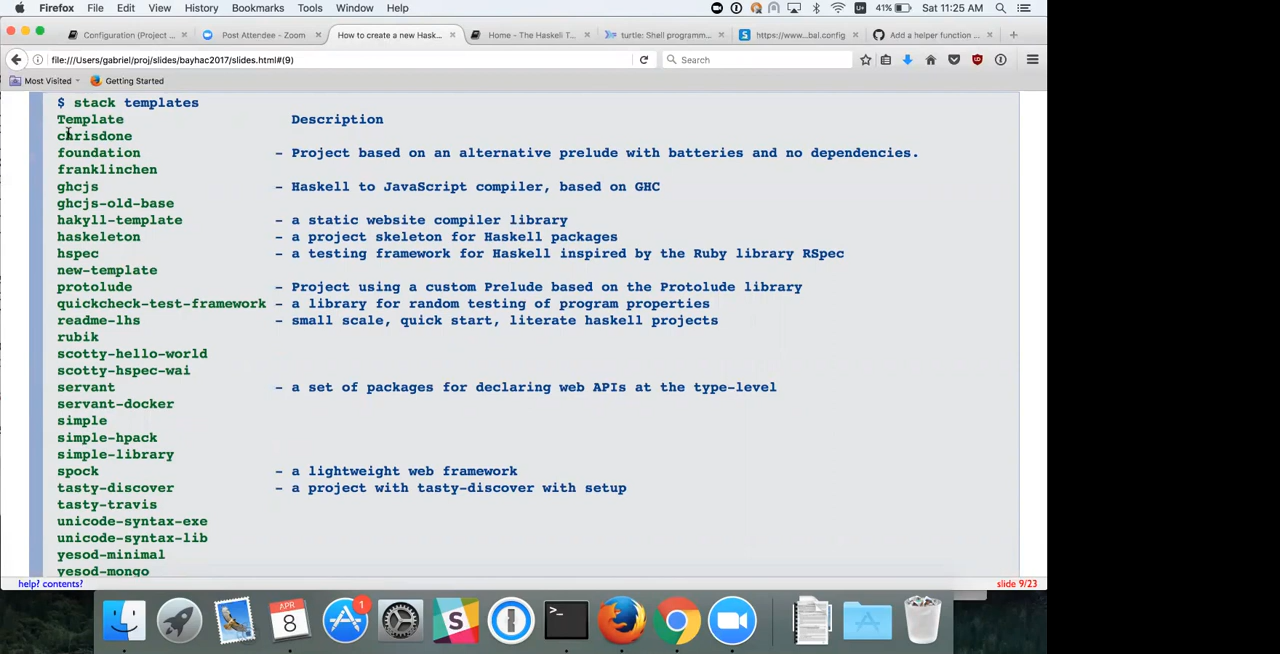 Firefox File Edit View History Bookmarks Tools Window Help 41% Sat 11:25 AM
Configuration (Project ... Post Attendee - Zoom How to create a new Hask... Home - The Haskell T... turtle: Shell programm... https://www...bal.config Add a helper function ...
file:///Users/gabriel/proj/slides/bayhac2017/slides.html#(9) Search
Most Visited Getting Started
$ stack templates
Template Description
chrisdone
foundation - Project based on an alternative prelude with batteries and no dependencies.
franklinchen
ghcjs - Haskell to JavaScript compiler, based on GHC
ghcjs-old-base
hakyll-template - a static website compiler library
haskeleton - a project skeleton for Haskell packages
hspec - a testing framework for Haskell inspired by the Ruby library RSpec
new-template
protolude - Project using a custom Prelude based on the Protolude library
quickcheck-test-framework - a library for random testing of program properties
readme-lhs - small scale, quick start, literate haskell projects
rubik
scotty-hello-world
scotty-hspec-wai
servant - a set of packages for declaring web APIs at the type-level
servant-docker
simple
simple-hpack
simple-library
spock - a lightweight web framework
tasty-discover - a project with tasty-discover with setup
tasty-travis
unicode-syntax-exe
unicode-syntax-lib
yesod-minimal
yesod-mongo
help? contents? slide 9/23
APR
8
1
>_